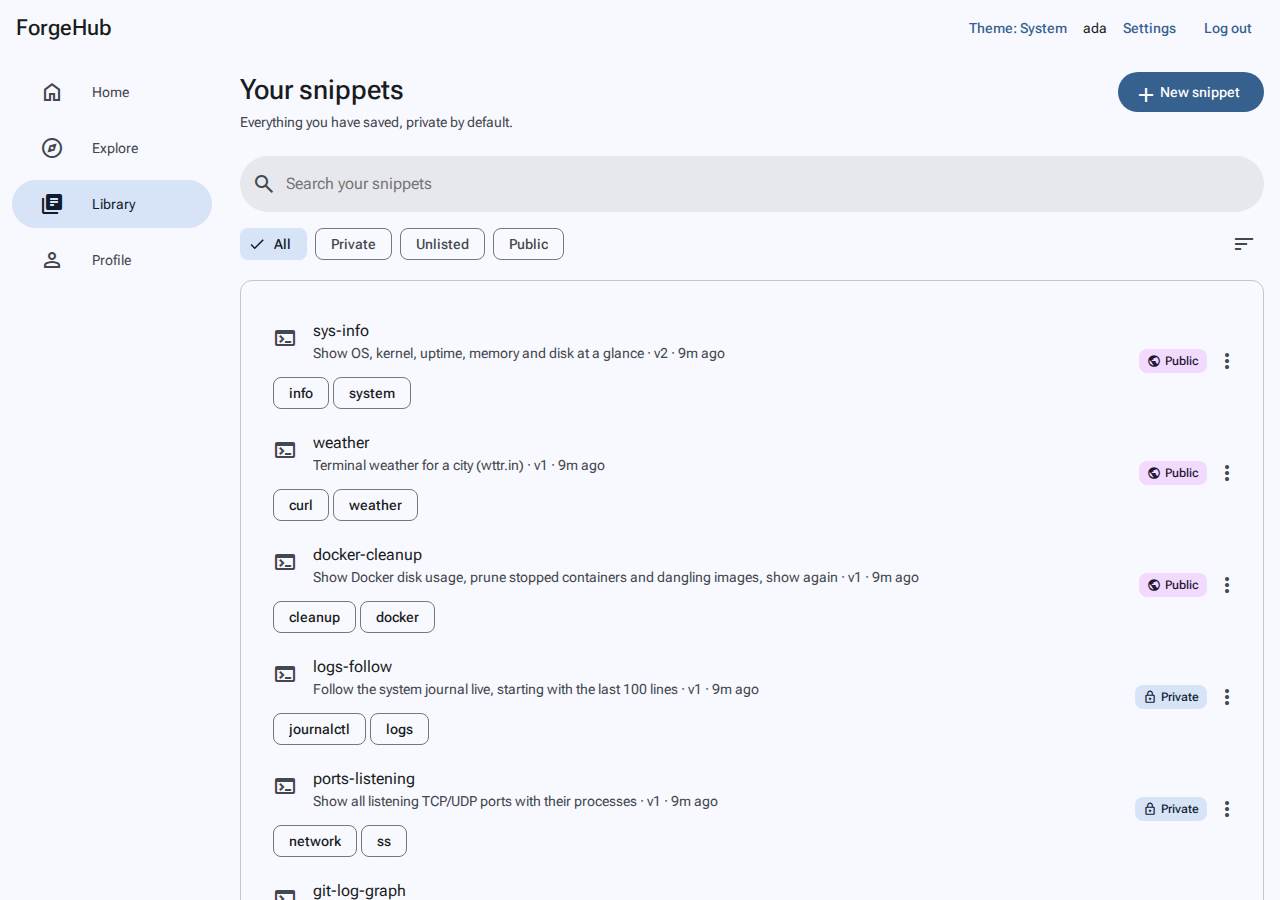 ForgeHub
Theme: System ada Settings Log out
Home
Explore
Library
Profile
Your snippets
Everything you have saved, private by default.
New snippet
Search your snippets
All Private Unlisted Public
sys-info
Show OS, kernel, uptime, memory and disk at a glance · v2 · 9m ago
Public
info system
weather
Terminal weather for a city (wttr.in) · v1 · 9m ago
Public
curl weather
docker-cleanup
Show Docker disk usage, prune stopped containers and dangling images, show again · v1 · 9m ago
Public
cleanup docker
logs-follow
Follow the system journal live, starting with the last 100 lines · v1 · 9m ago
Private
journalctl logs
ports-listening
Show all listening TCP/UDP ports with their processes · v1 · 9m ago
Private
network ss
git-log-graph